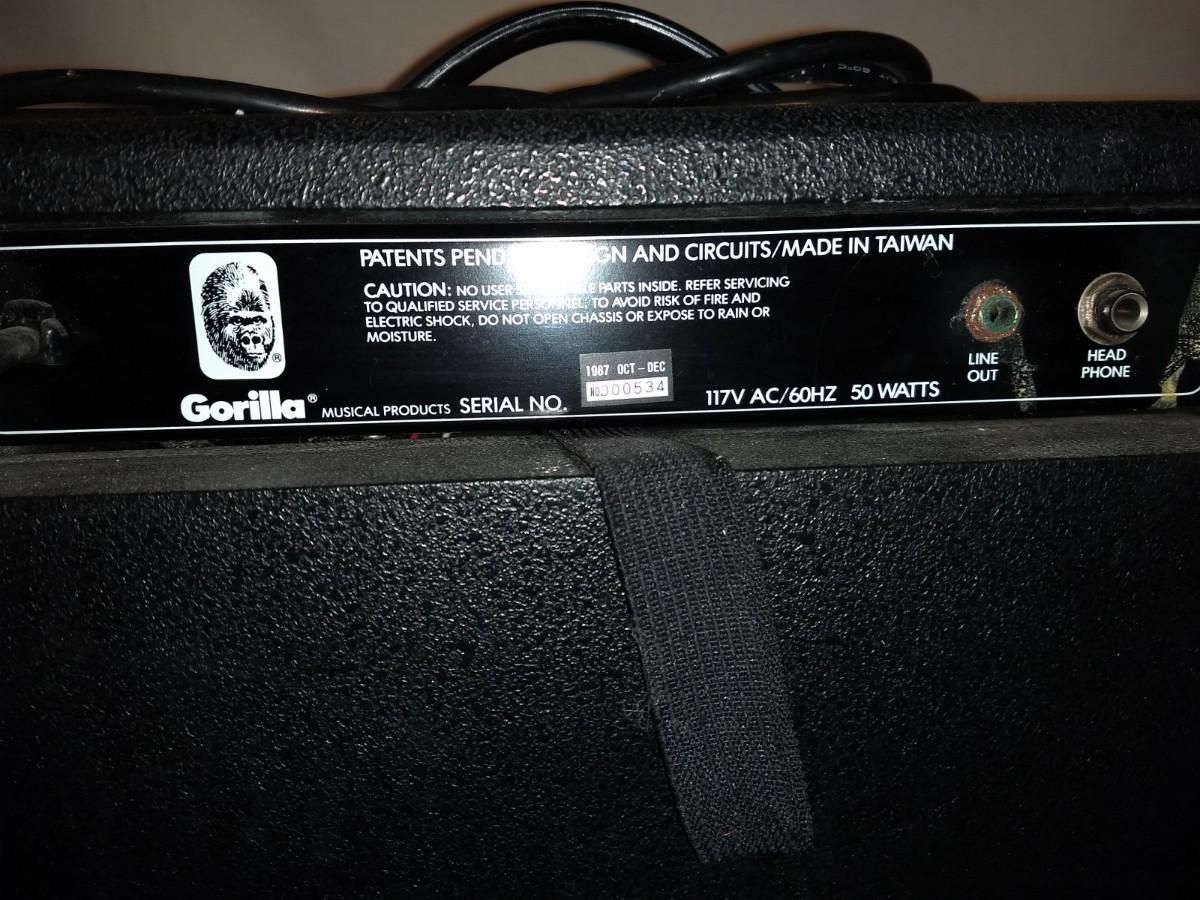 PATENTS PEND GN AND CIRCUITS/MADE IN TAIWAN
CAUTION: NO USER PARTS INSIDE. REFER SERVICING
TO QUALIFIED SERVICE PERSONNEL, TO AVOID RISK OF FIRE AND
ELECTRIC SHOCK, DO NOT OPEN CHASSIS OR EXPOSE TO RAIN OR
MOISTURE.
®
Gorilla® MUSICAL PRODUCTS SERIAL NO.
1987 OCT-DEC
NO 000534
117V AC/60HZ 50 WATTS
LINE
OUT
HEAD
PHONE